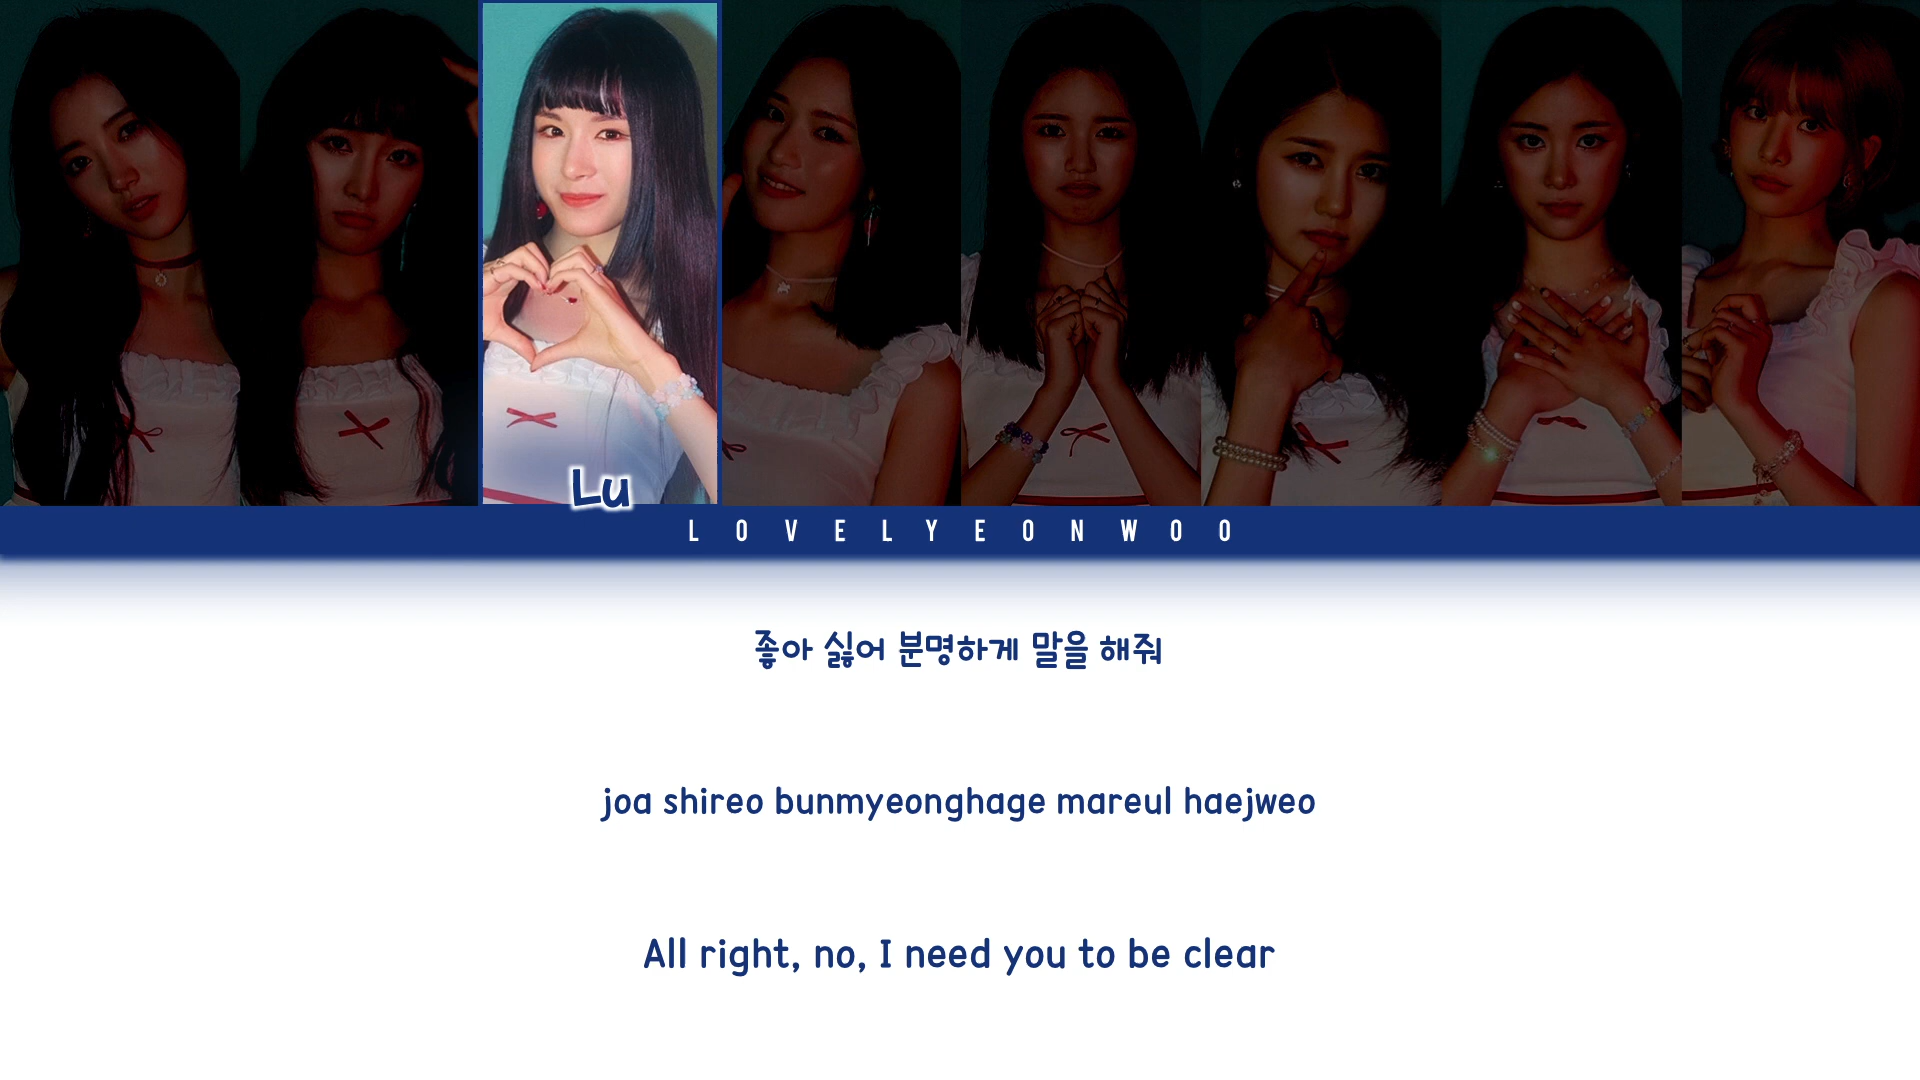 Lu
LOVELYEONWOO
좋아 싫어 분명하게 말을 해줘
joa shireo bunmyeonghage mareul haejweo
All right, no, I need you to be clear